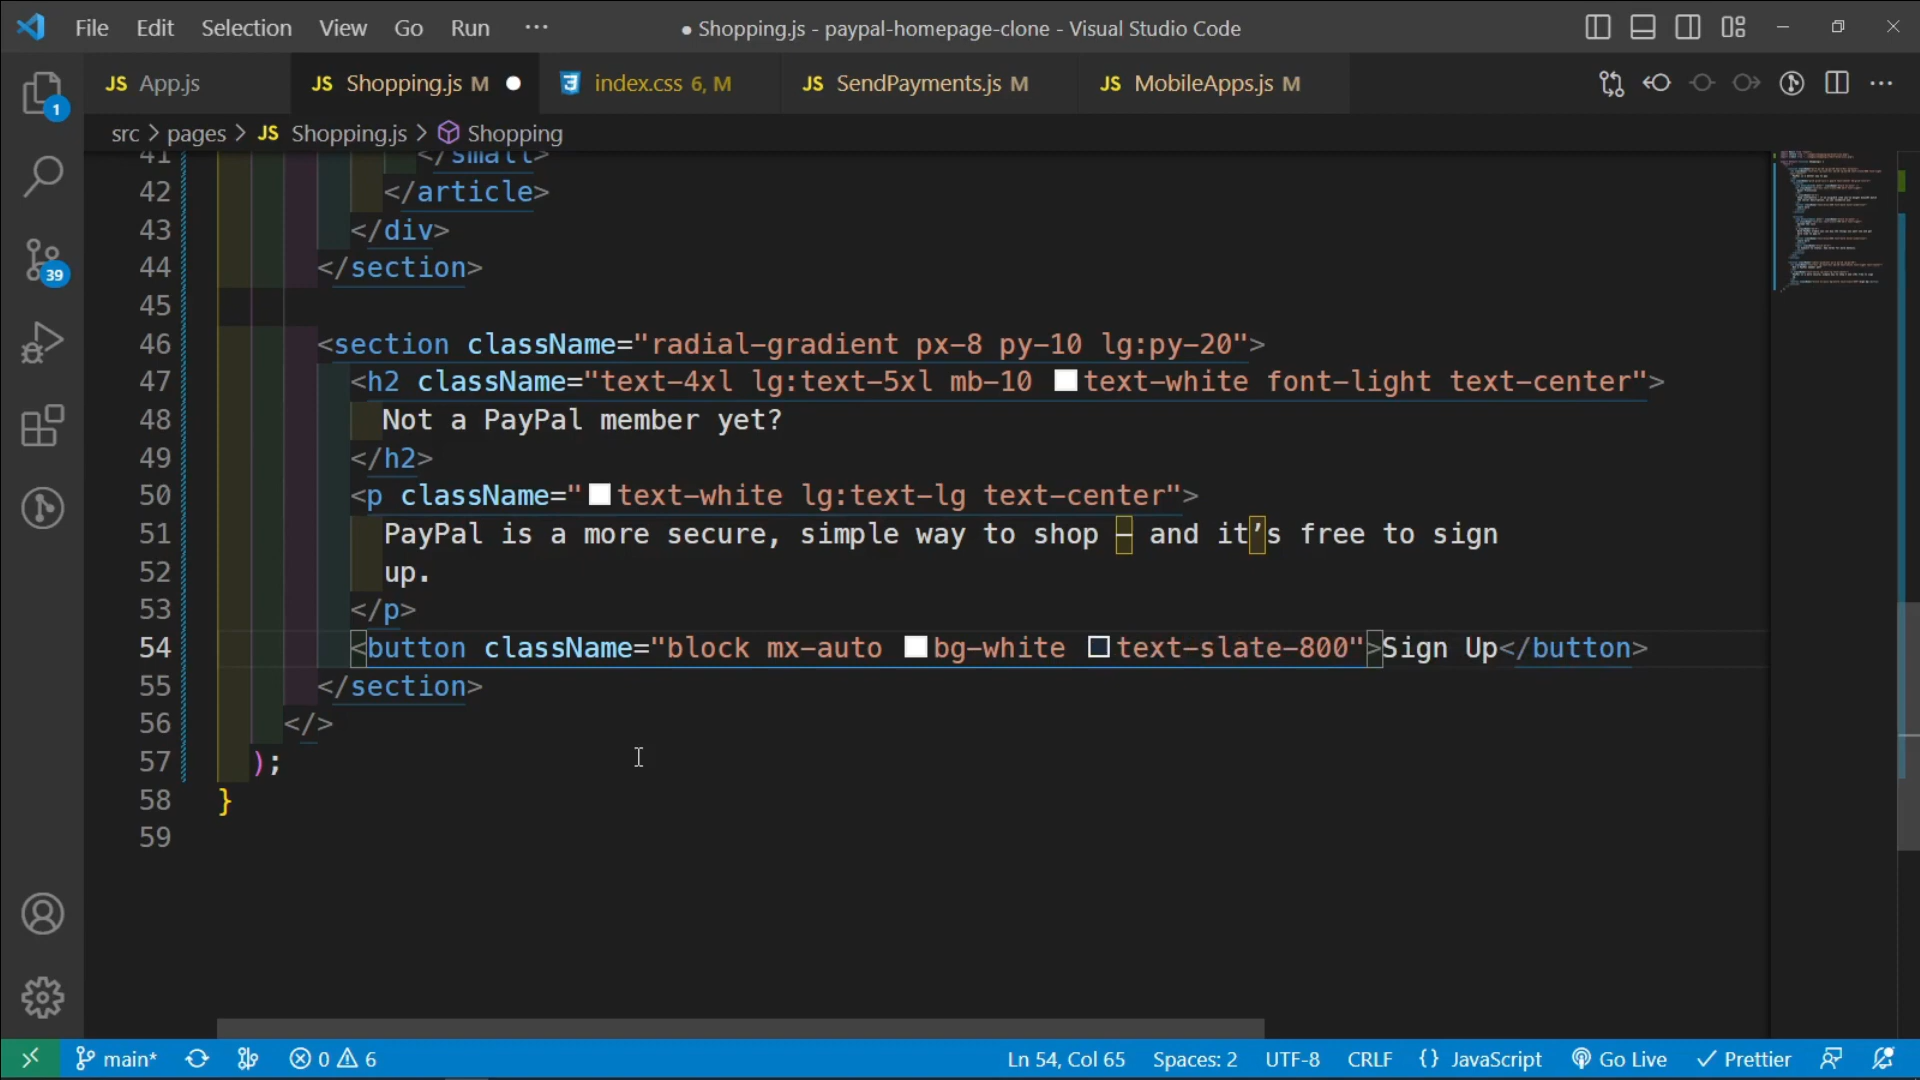 File Edit Selection View Go Run ··· ● Shopping.js - paypal-homepage-clone - Visual Studio Code
JS App.js JS Shopping.js M index.css 6, M JS SendPayments.js M JS MobileApps.js M
src > pages > JS Shopping.js > Shopping
41 </small>
42 </article>
43 </div>
44 </section>
45
46 <section className="radial-gradient px-8 py-10 lg:py-20">
47 <h2 className="text-4xl lg:text-5xl mb-10 text-white font-light text-center">
48 Not a PayPal member yet?
49 </h2>
50 <p className="text-white lg:text-lg text-center">
51 PayPal is a more secure, simple way to shop – and it’s free to sign
52 up.
53 </p>
54 <button className="block mx-auto bg-white text-slate-800">Sign Up</button>
55 </section>
56 </>
57 );
58 }
59
1
39
main* 0 6 Ln 54, Col 65 Spaces: 2 UTF-8 CRLF {} JavaScript Go Live Prettier